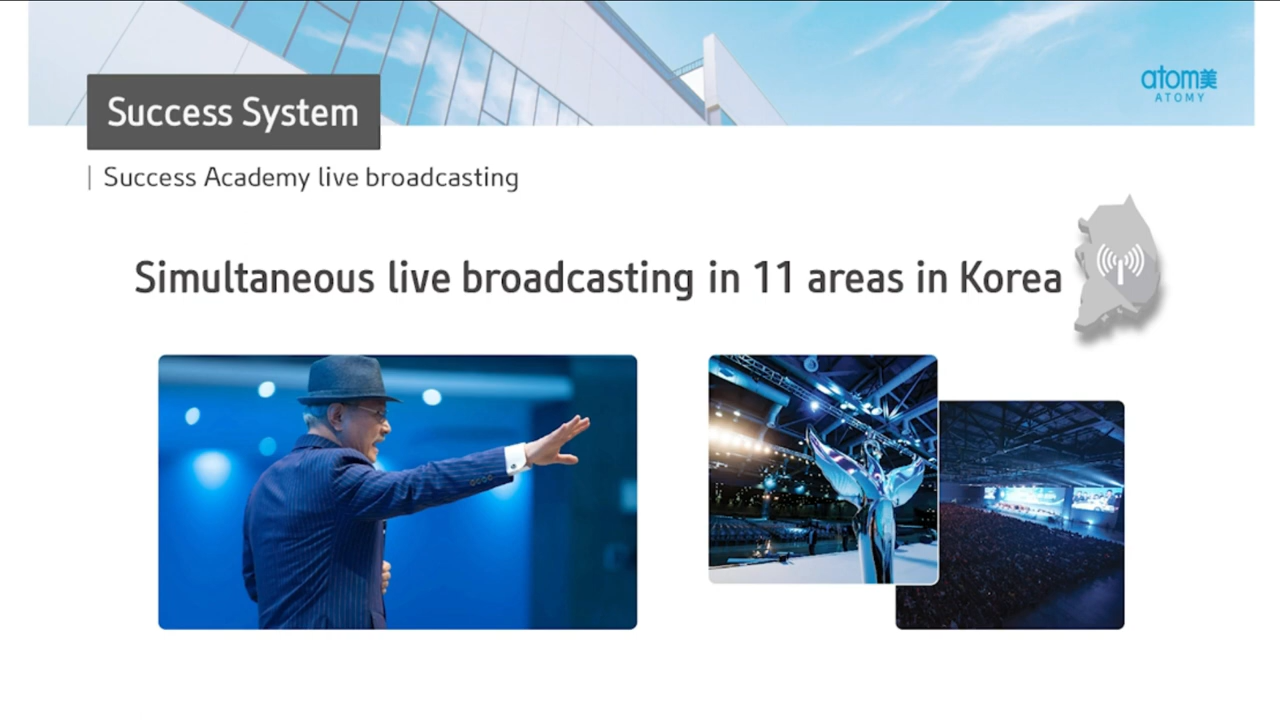 Success System
atom美
ATOMY
Success Academy live broadcasting
Simultaneous live broadcasting in 11 areas in Korea